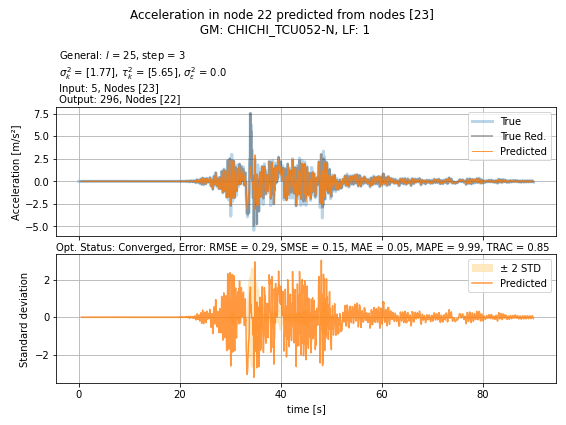 Acceleration in node 22 predicted from nodes [23]
GM: CHICHI_TCU052-N, LF: 1
General: l = 25, step = 3
σ²ₖ = [1.77], τ²ₖ = [5.65], σ²ε = 0.0
Input: 5, Nodes [23]
Output: 296, Nodes [22]
Acceleration [m/s²]
7.5
5.0
2.5
0.0
−2.5
−5.0
True
True Red.
Predicted
Opt. Status: Converged, Error: RMSE = 0.29, SMSE = 0.15, MAE = 0.05, MAPE = 9.99, TRAC = 0.85
Standard deviation
2
0
−2
± 2 STD
Predicted
0 20 40 60 80
time [s]